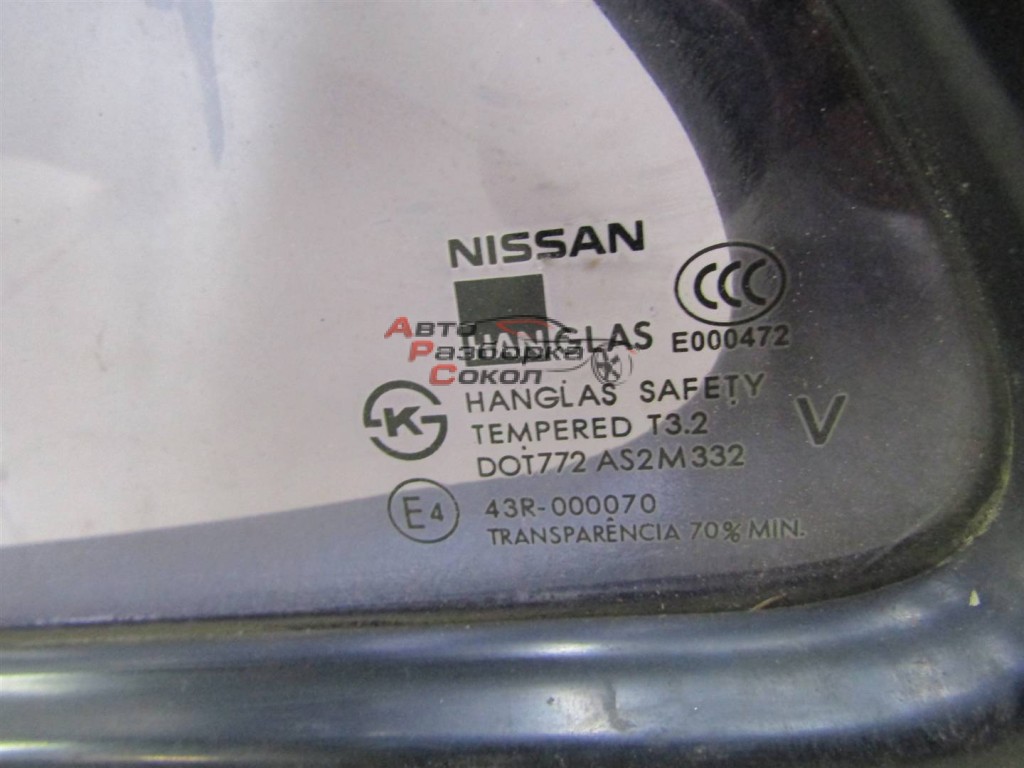 NISSAN
CCC
HANGLAS
E000472
Авто
Разборка
Сокол
K
HANGLAS SAFETY
TEMPERED T3.2
V
DOT772 AS2M332
E4
43R-000070
TRANSPARÊNCIA 70% MIN.